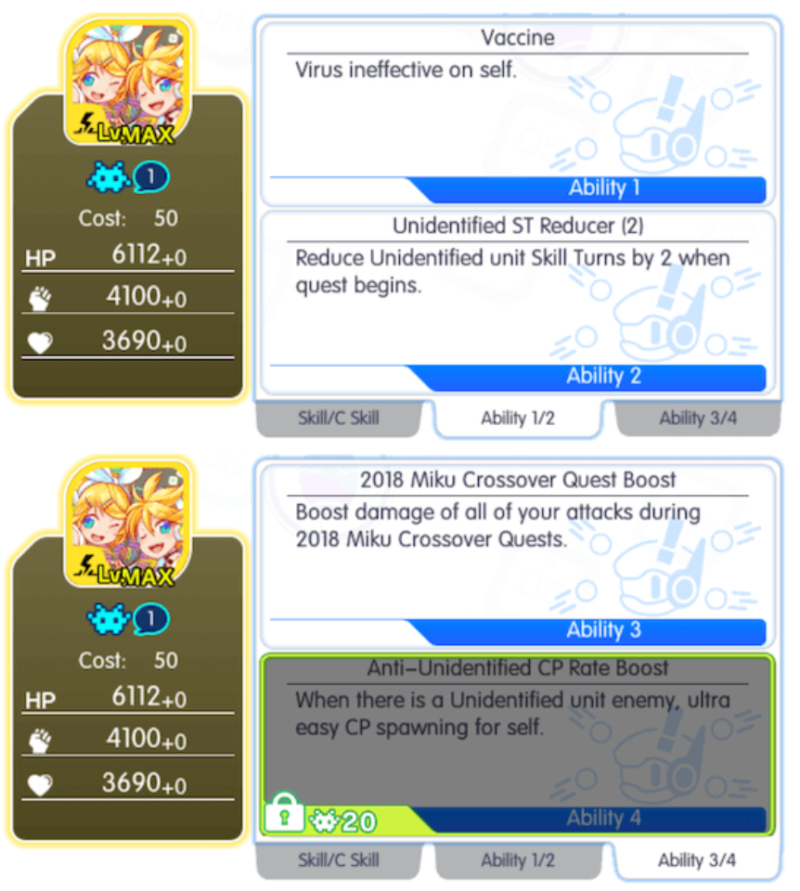 Vaccine
Virus ineffective on self.
Ability 1
Unidentified ST Reducer (2)
Reduce Unidentified unit Skill Turns by 2 when
quest begins.
Ability 2
Skill/C Skill
Ability 1/2
Ability 3/4
Lv.MAX
1
Cost: 50
HP 6112+0
4100+0
3690+0
2018 Miku Crossover Quest Boost
Boost damage of all of your attacks during
2018 Miku Crossover Quests.
Ability 3
Anti-Unidentified CP Rate Boost
When there is a Unidentified unit enemy, ultra
easy CP spawning for self.
20
Ability 4
Skill/C Skill
Ability 1/2
Ability 3/4
Lv.MAX
1
Cost: 50
HP 6112+0
4100+0
3690+0